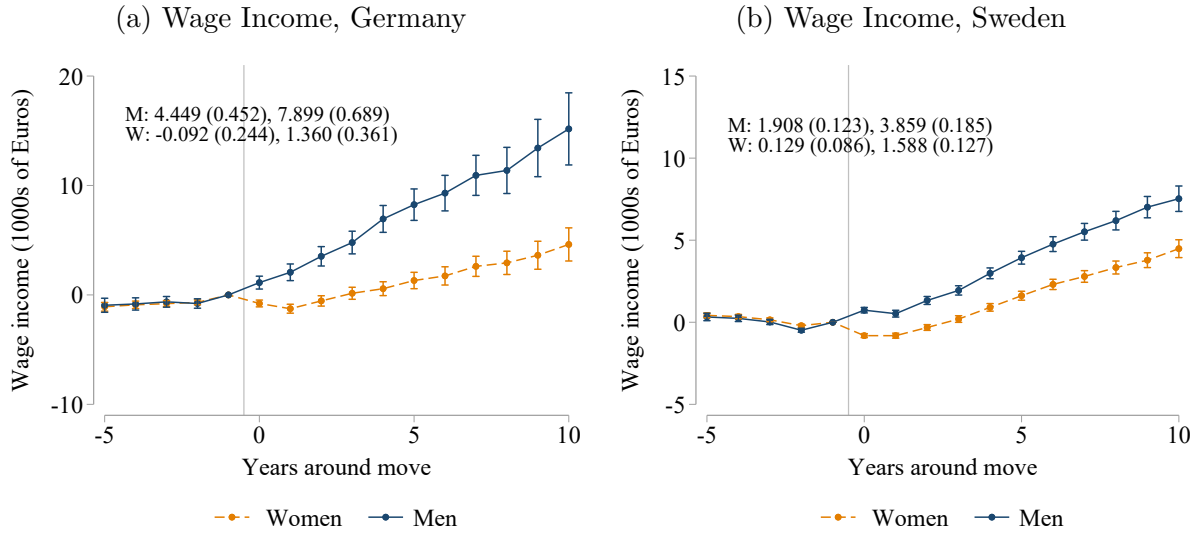 (a) Wage Income, Germany
Wage income (1000s of Euros)
20
10
0
-10
M: 4.449 (0.452), 7.899 (0.689)
W: -0.092 (0.244), 1.360 (0.361)
-5 0 5 10
Years around move
Women Men
(b) Wage Income, Sweden
Wage income (1000s of Euros)
15
10
5
0
-5
M: 1.908 (0.123), 3.859 (0.185)
W: 0.129 (0.086), 1.588 (0.127)
-5 0 5 10
Years around move
Women Men